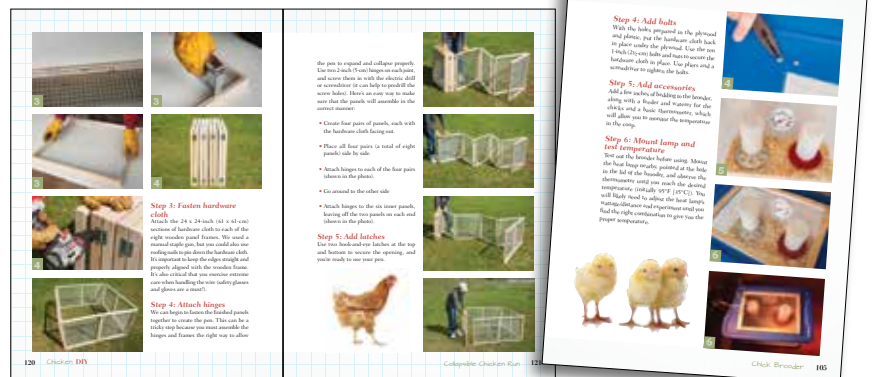 3
3
3
4
4
Step 3: Fasten hardware
cloth
Attach the 24 x 24-inch (61 x 61-cm)
sections of hardware cloth to each of the
eight wooden panel frames. We used a
manual staple gun, but you could also use
roofing nails to pin down the hardware cloth.
It's important to keep the edges straight and
properly aligned with the wooden frame.
It's also critical that you exercise extreme
care when handling the wire (safety glasses
and gloves are a must!).
Step 4: Attach hinges
We can begin to fasten the finished panels
together to create the pen. This can be a
tricky step because you must assemble the
hinges and frames the right way to allow
120 Chicken DIY
the pen to expand and collapse properly.
Use two 2-inch (5-cm) hinges on each joint,
and screw them in with the electric drill
or screwdriver (it can help to predrill the
screw holes). Here's an easy way to make
sure that the panels will assemble in the
correct manner:
• Create four pairs of panels, each with
the hardware cloth facing out.
• Place all four pairs (a total of eight
panels) side by side.
• Attach hinges to each of the four pairs
(shown in the photo).
• Go around to the other side
• Attach hinges to the six inner panels,
leaving off the two panels on each end
(shown in the photo).
Step 5: Add latches
Use two hook-and-eye latches at the top
and bottom to secure the opening, and
you're ready to use your pen.
Collapsible Chicken Run 121
Step 4: Add bolts
With the holes prepared in the plywood
and plastic, put the hardware cloth back
in place under the plywood. Use the ten
1-inch (2½-cm) bolts and nuts to secure the
hardware cloth in place. Use pliers and a
screwdriver to tighten the bolts.
Step 5: Add accessories
Add a few inches of bedding to the brooder,
along with a feeder and waterer for the
chicks and a basic thermometer, which
will allow you to monitor the temperature
in the coop.
Step 6: Mount lamp and
test temperature
Test out the brooder before using. Mount
the heat lamp nearby, pointed at the hole
in the lid of the brooder, and observe the
thermometer until you reach the desired
temperature (initially 95°F [35°C]). You
will likely need to adjust the heat lamp's
wattage/distance and experiment until you
find the right combination to give you the
proper temperature.
4
5
6
6
Chick Brooder 105